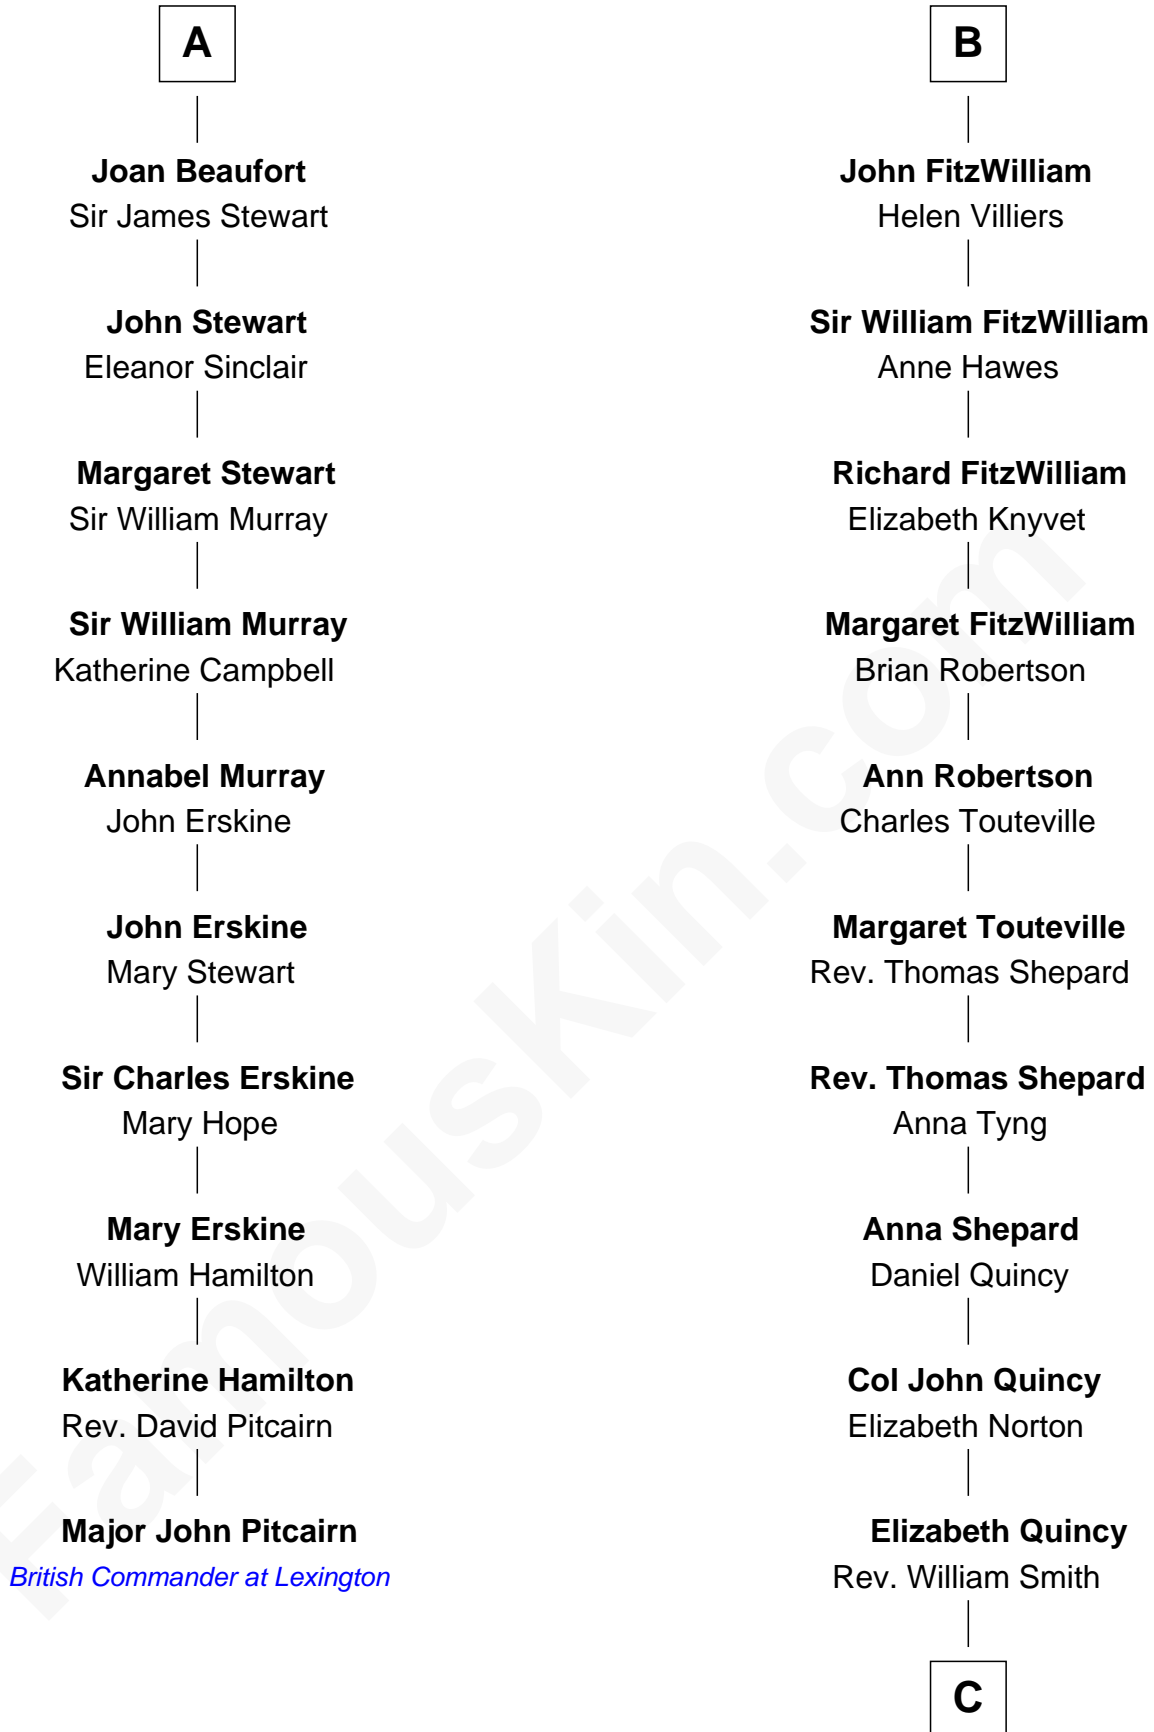 A
Joan Beaufort
Sir James Stewart
John Stewart
Eleanor Sinclair
Margaret Stewart
Sir William Murray
Sir William Murray
Katherine Campbell
Annabel Murray
John Erskine
John Erskine
Mary Stewart
Sir Charles Erskine
Mary Hope
Mary Erskine
William Hamilton
Katherine Hamilton
Rev. David Pitcairn
Major John Pitcairn
British Commander at Lexington
B
John FitzWilliam
Helen Villiers
Sir William FitzWilliam
Anne Hawes
Richard FitzWilliam
Elizabeth Knyvet
Margaret FitzWilliam
Brian Robertson
Ann Robertson
Charles Touteville
Margaret Touteville
Rev. Thomas Shepard
Rev. Thomas Shepard
Anna Tyng
Anna Shepard
Daniel Quincy
Col John Quincy
Elizabeth Norton
Elizabeth Quincy
Rev. William Smith
C
FamousKin.com